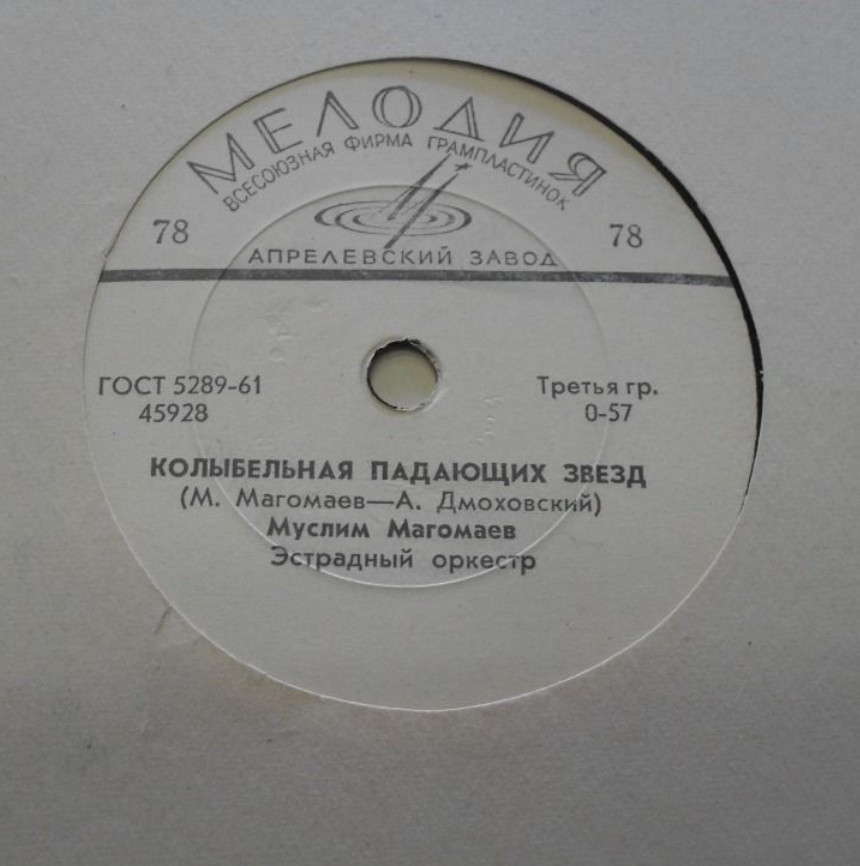 МЕЛОДИЯ
ВСЕСОЮЗНАЯ ФИРМА ГРАМПЛАСТИНОК
78 78
АПРЕЛЕВСКИЙ ЗАВОД
ГОСТ 5289-61 Третья гр.
45928 0-57
КОЛЫБЕЛЬНАЯ ПАДАЮЩИХ ЗВЕЗД
(М. Магомаев—А. Дмоховский)
Муслим Магомаев
Эстрадный оркестр